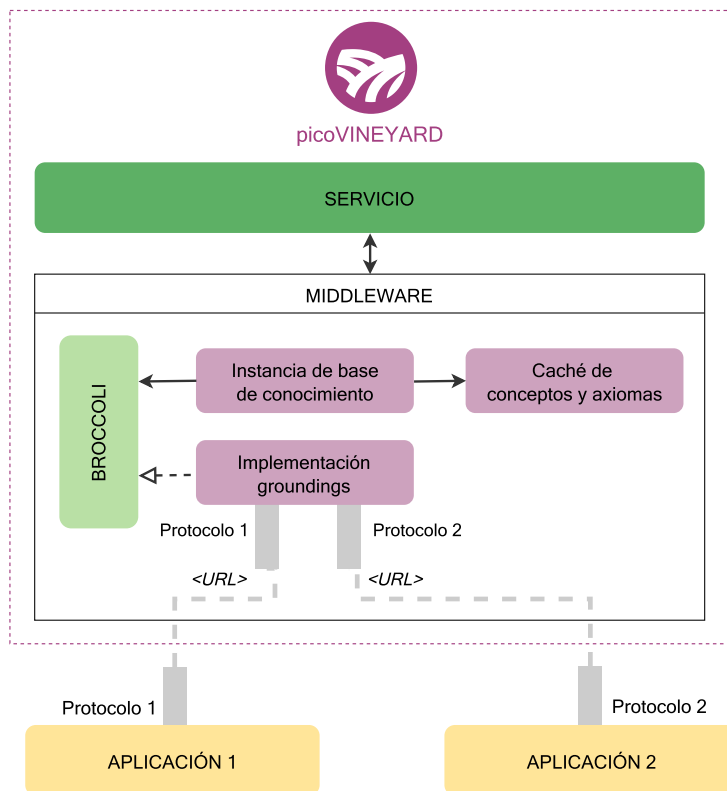 picoVINEYARD
SERVICIO
MIDDLEWARE
BROCCOLI
Instancia de base
de conocimiento
Caché de
conceptos y axiomas
Implementación
groundings
Protocolo 1
Protocolo 2
<URL>
<URL>
Protocolo 1
Protocolo 2
APLICACIÓN 1
APLICACIÓN 2